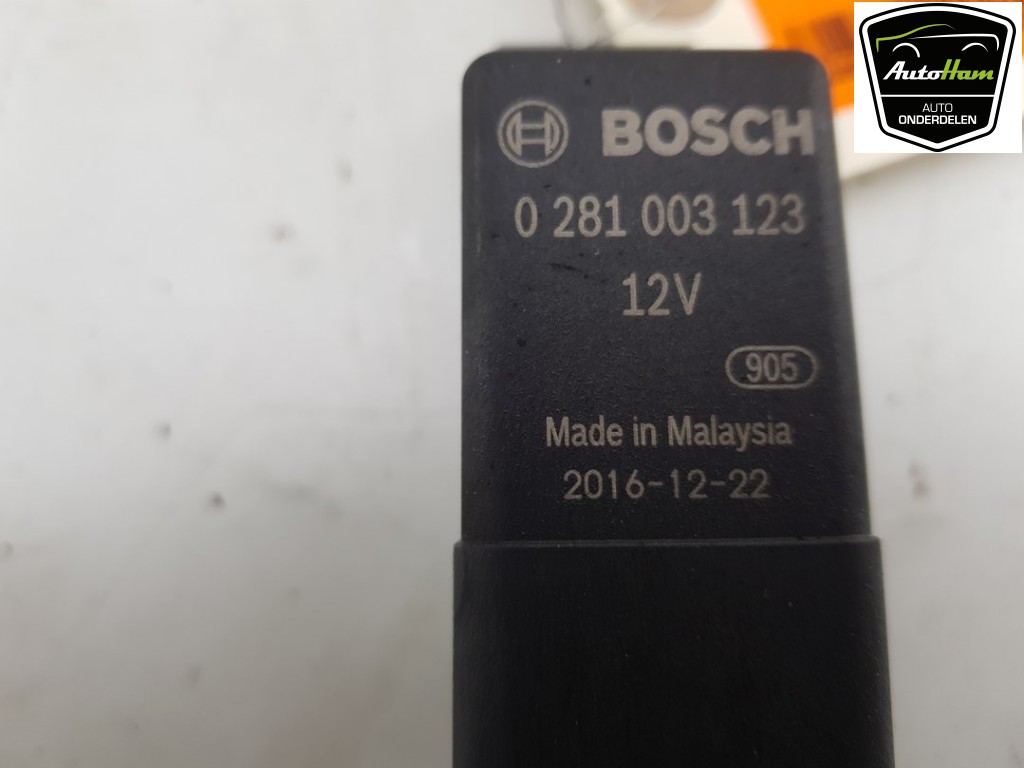 BOSCH
0 281 003 123
12V
905
Made in Malaysia
2016-12-22
AutoHam
AUTO
ONDERDELEN